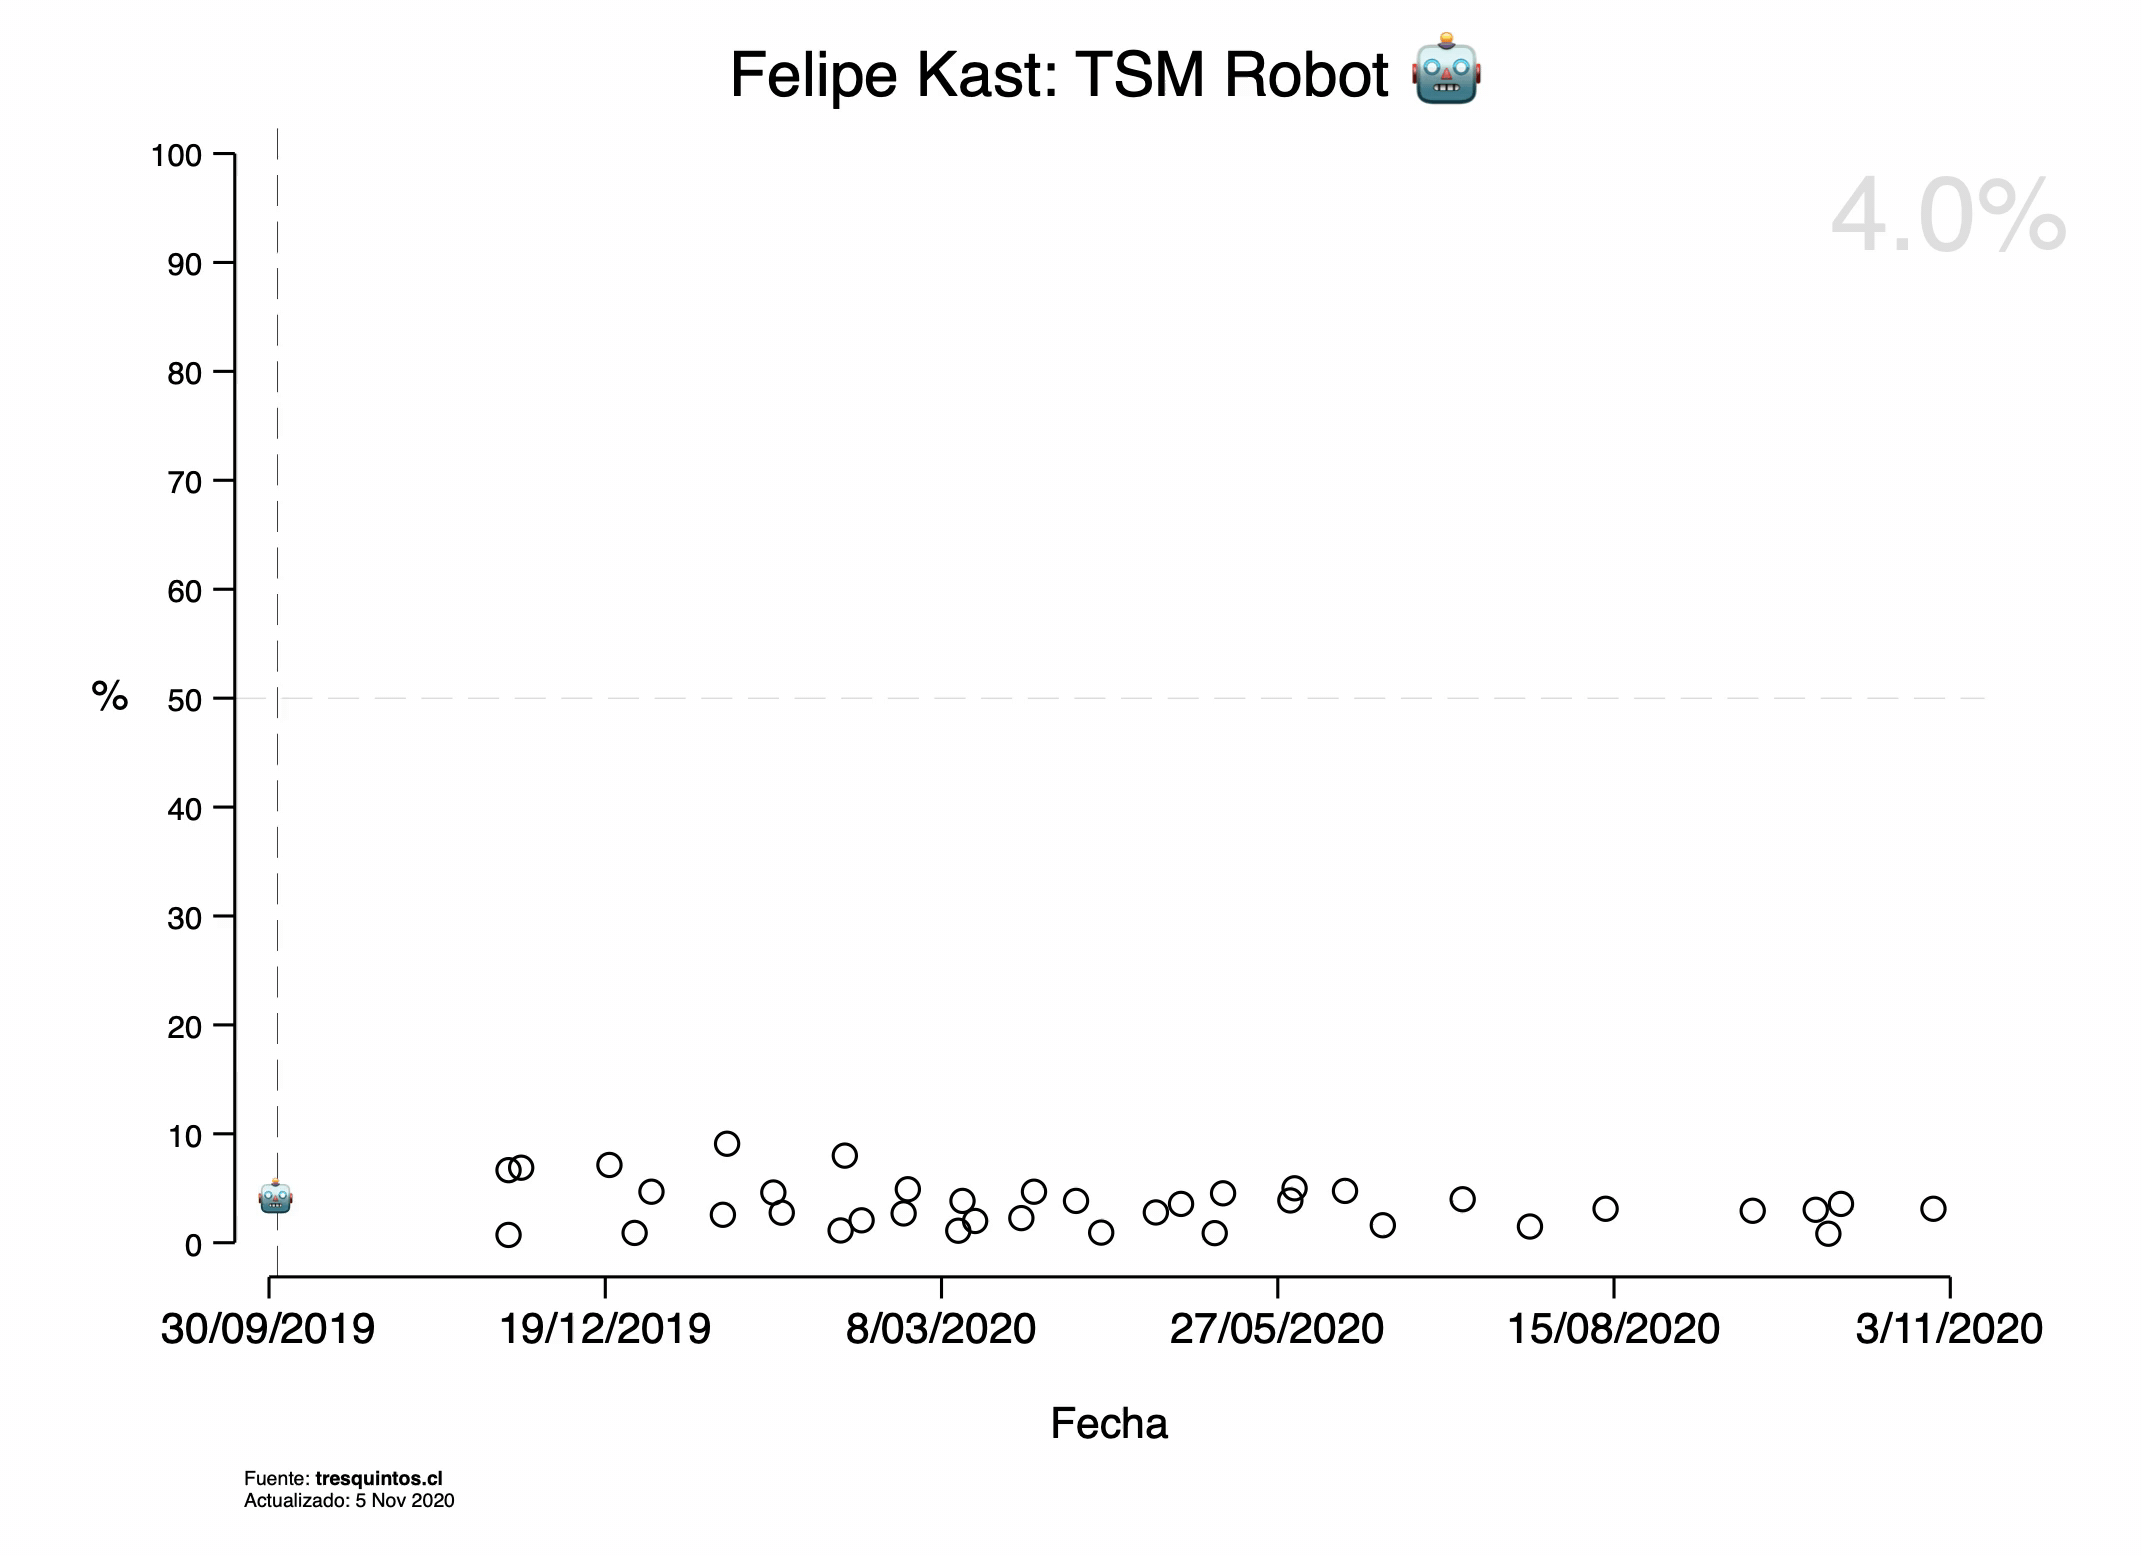 Felipe Kast: TSM Robot 🤖
4.0%
100
90
80
70
60
50
40
30
20
10
0
%
30/09/2019 19/12/2019 8/03/2020 27/05/2020 15/08/2020 3/11/2020
Fecha
Fuente: tresquintos.cl
Actualizado: 5 Nov 2020